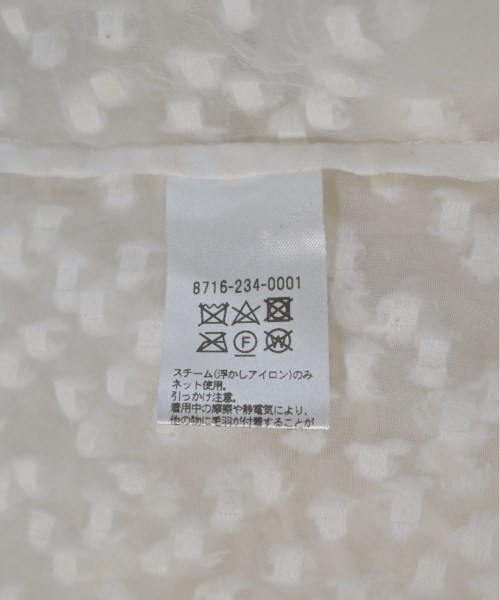 8716-234-0001
F
W
スチーム(浮かしアイロン)のみ
ネット使用。
引っかけ注意。
着用中の摩擦や静電気により、
他の物に毛羽が付着することが